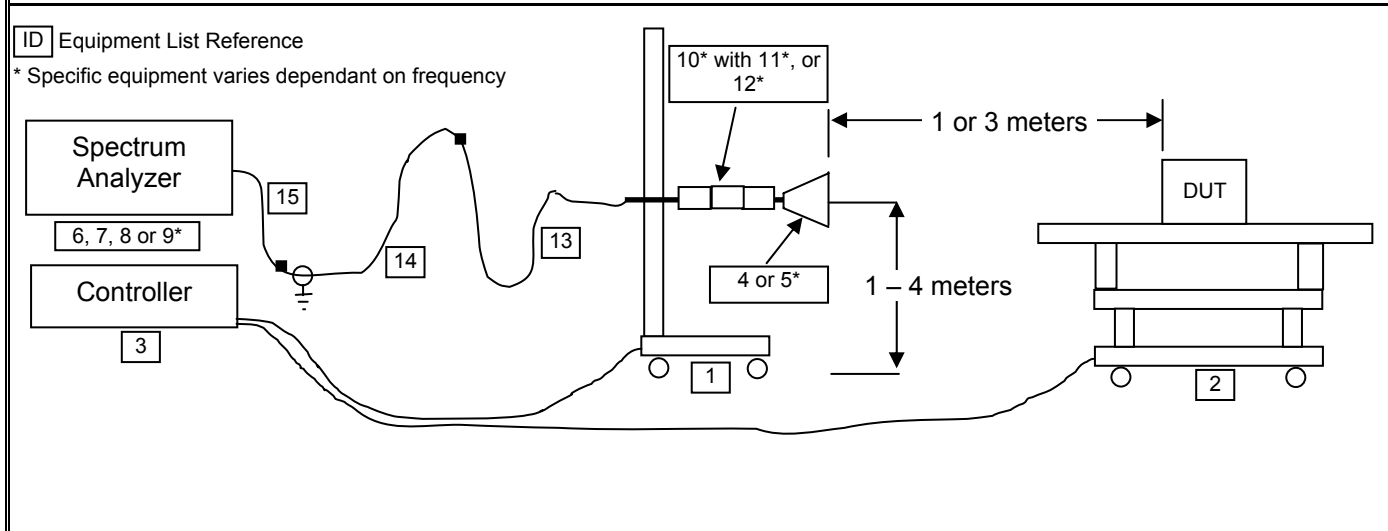 ID Equipment List Reference
* Specific equipment varies dependant on frequency
10* with 11*, or
12*
1 or 3 meters
Spectrum
Analyzer
DUT
15
6, 7, 8 or 9*
14
13
4 or 5*
1 – 4 meters
Controller
3
1
2